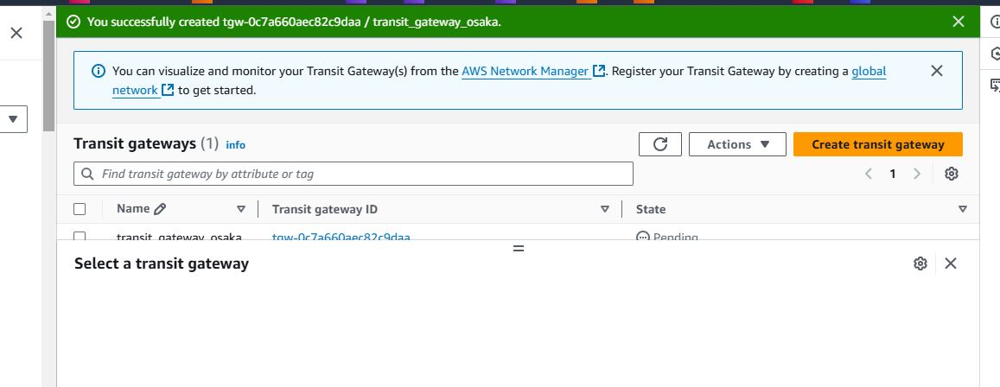 You successfully created tgw-0c7a660aec82c9daa / transit_gateway_osaka.
You can visualize and monitor your Transit Gateway(s) from the AWS Network Manager. Register your Transit Gateway by creating a global
network to get started.
Transit gateways (1) info
Actions
Create transit gateway
Find transit gateway by attribute or tag
1
Name
Transit gateway ID
State
transit_gateway_osaka
tgw-0c7a660aec82c9daa
Pending
Select a transit gateway